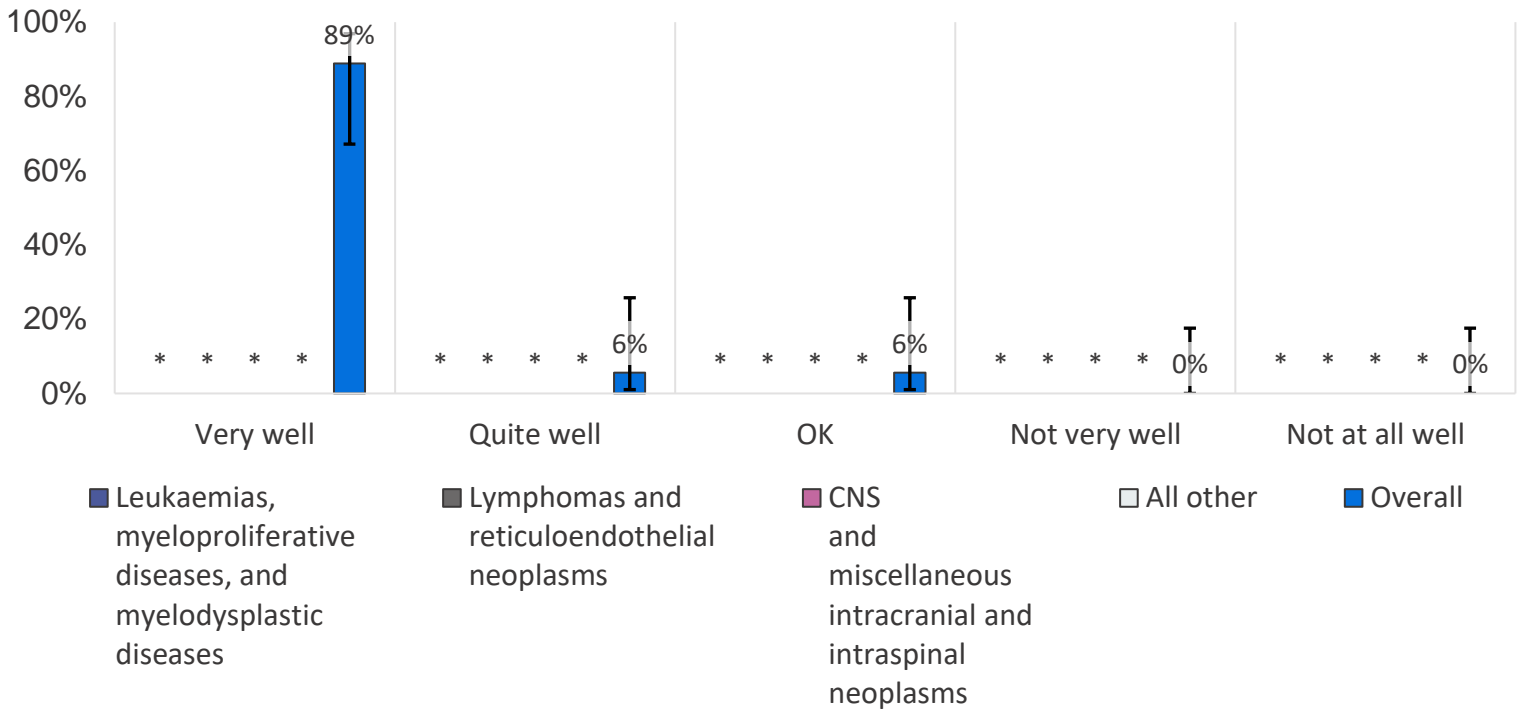 100%
80%
60%
40%
20%
0%
89%
* * * *
* * * * 6%
* * * * 6%
* * * * 0%
* * * * 0%
Very well
Quite well
OK
Not very well
Not at all well
Leukaemias,
myeloproliferative
diseases, and
myelodysplastic
diseases
Lymphomas and
reticuloendothelial
neoplasms
CNS
and
miscellaneous
intracranial and
intraspinal
neoplasms
All other
Overall